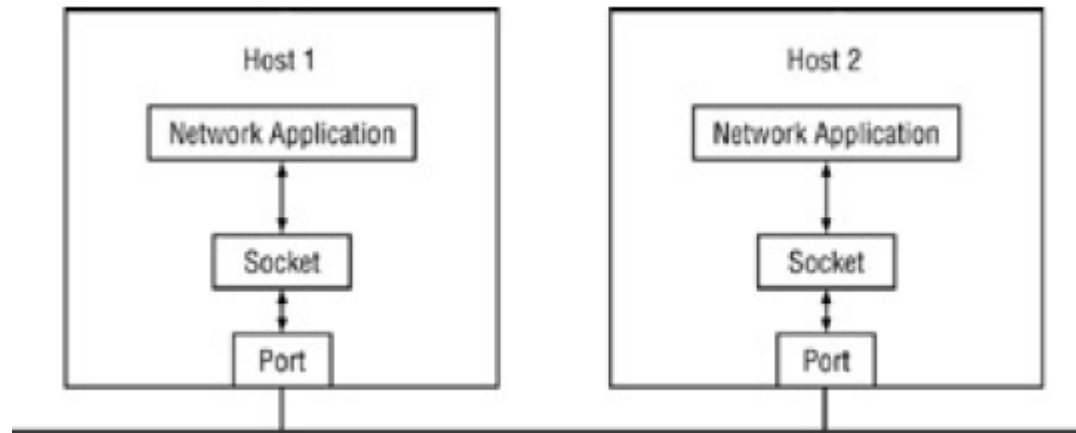 Host 1
Network Application
Socket
Port
Host 2
Network Application
Socket
Port